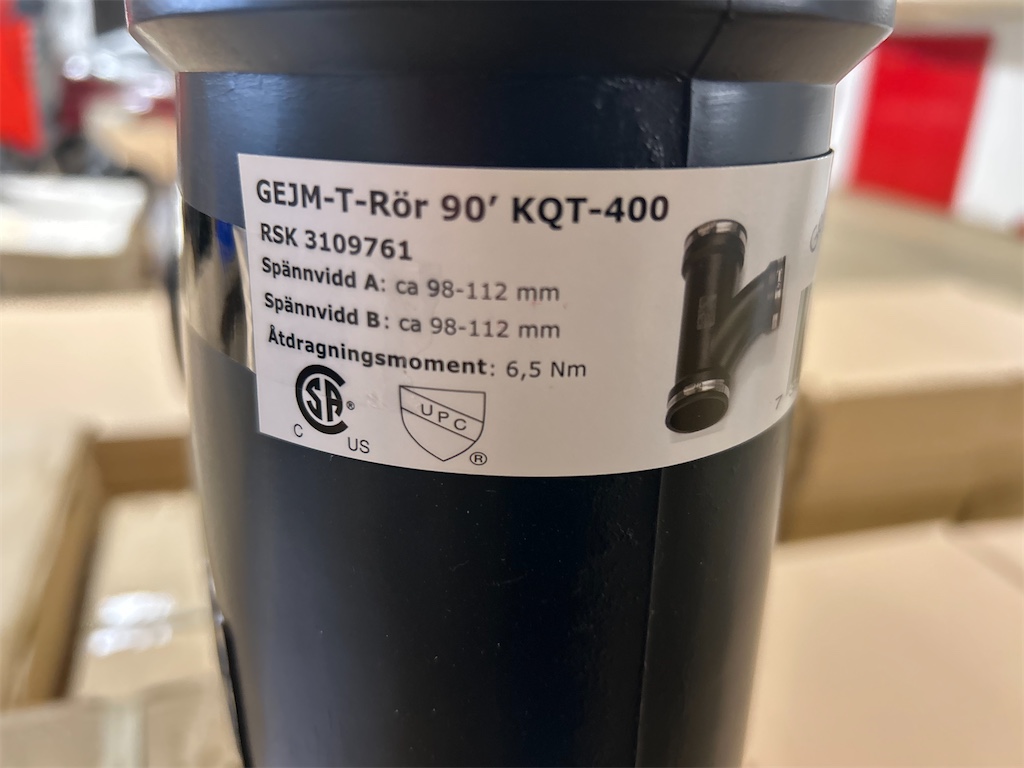 GEJM-T-Rör 90’ KQT-400
RSK 3109761
Spännvidd A: ca 98-112 mm
Spännvidd B: ca 98-112 mm
Åtdragningsmoment: 6,5 Nm
SA ®
C US
UPC ®